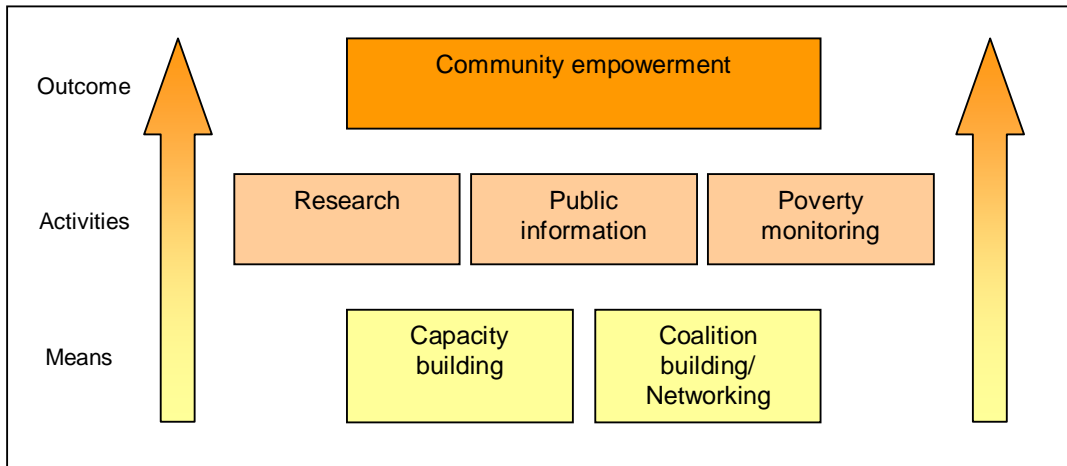 Outcome
Community empowerment
Activities
Research
Public
information
Poverty
monitoring
Means
Capacity
building
Coalition
building/
Networking